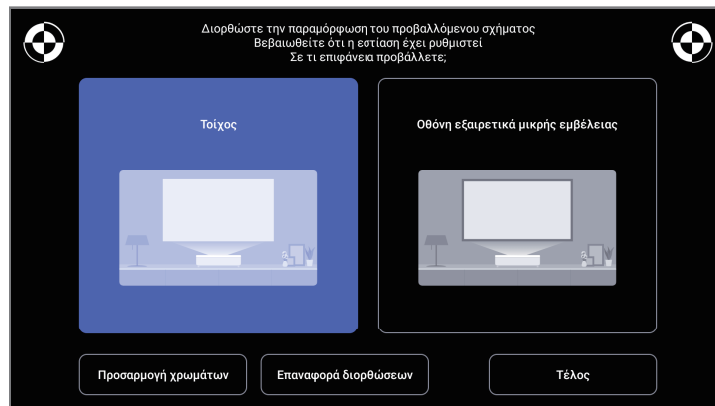 Διορθώστε την παραμόρφωση του προβαλλόμενου σχήματος
Βεβαιωθείτε ότι η εστίαση έχει ρυθμιστεί
Σε τι επιφάνεια προβάλλετε;
Τοίχος
Οθόνη εξαιρετικά μικρής εμβέλειας
Προσαρμογή χρωμάτων
Επαναφορά διορθώσεων
Τέλος